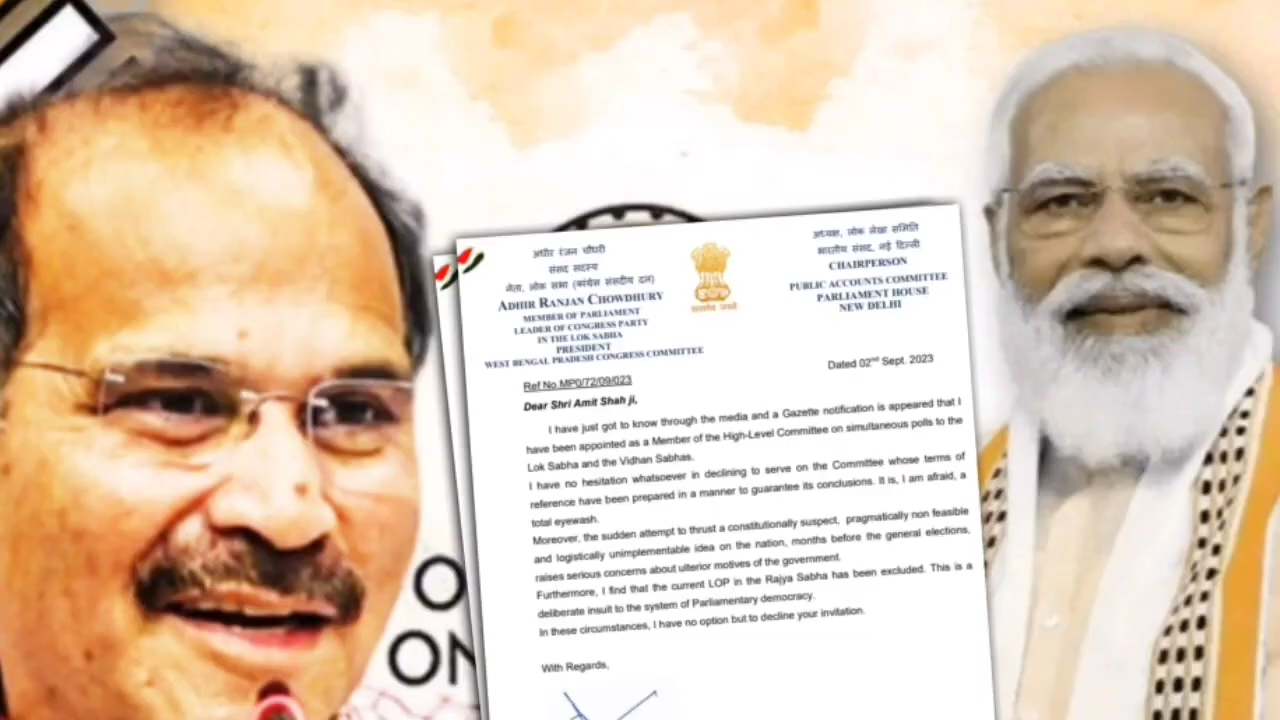 अधीर रंजन चौधरी
संसद सदस्य
नेता, लोक सभा (कांग्रेस संसदीय दल)
ADHIR RANJAN CHOWDHURY
MEMBER OF PARLIAMENT
LEADER OF CONGRESS PARTY
IN THE LOK SABHA
PRESIDENT
WEST BENGAL PRADESH CONGRESS COMMITTEE
सत्यमेव जयते
अध्यक्ष, लोक लेखा समिति
भारतीय संसद, नई दिल्ली
CHAIRPERSON
PUBLIC ACCOUNTS COMMITTEE
PARLIAMENT HOUSE
NEW DELHI
Dated 02nd Sept. 2023
Ref No.MP0/72/09/023
Dear Shri Amit Shah ji,
I have just got to know through the media and a Gazette notification is appeared that I
have been appointed as a Member of the High-Level Committee on simultaneous polls to the
Lok Sabha and the Vidhan Sabhas.
I have no hesitation whatsoever in declining to serve on the Committee whose terms of
reference have been prepared in a manner to guarantee its conclusions. It is, I am afraid, a
total eyewash.
Moreover, the sudden attempt to thrust a constitutionally suspect, pragmatically non feasible
and logistically unimplementable idea on the nation, months before the general elections,
raises serious concerns about ulterior motives of the government.
Furthermore, I find that the current LOP in the Rajya Sabha has been excluded. This is a
deliberate insult to the system of Parliamentary democracy.
In these circumstances, I have no option but to decline your invitation.
With Regards,
O
ON